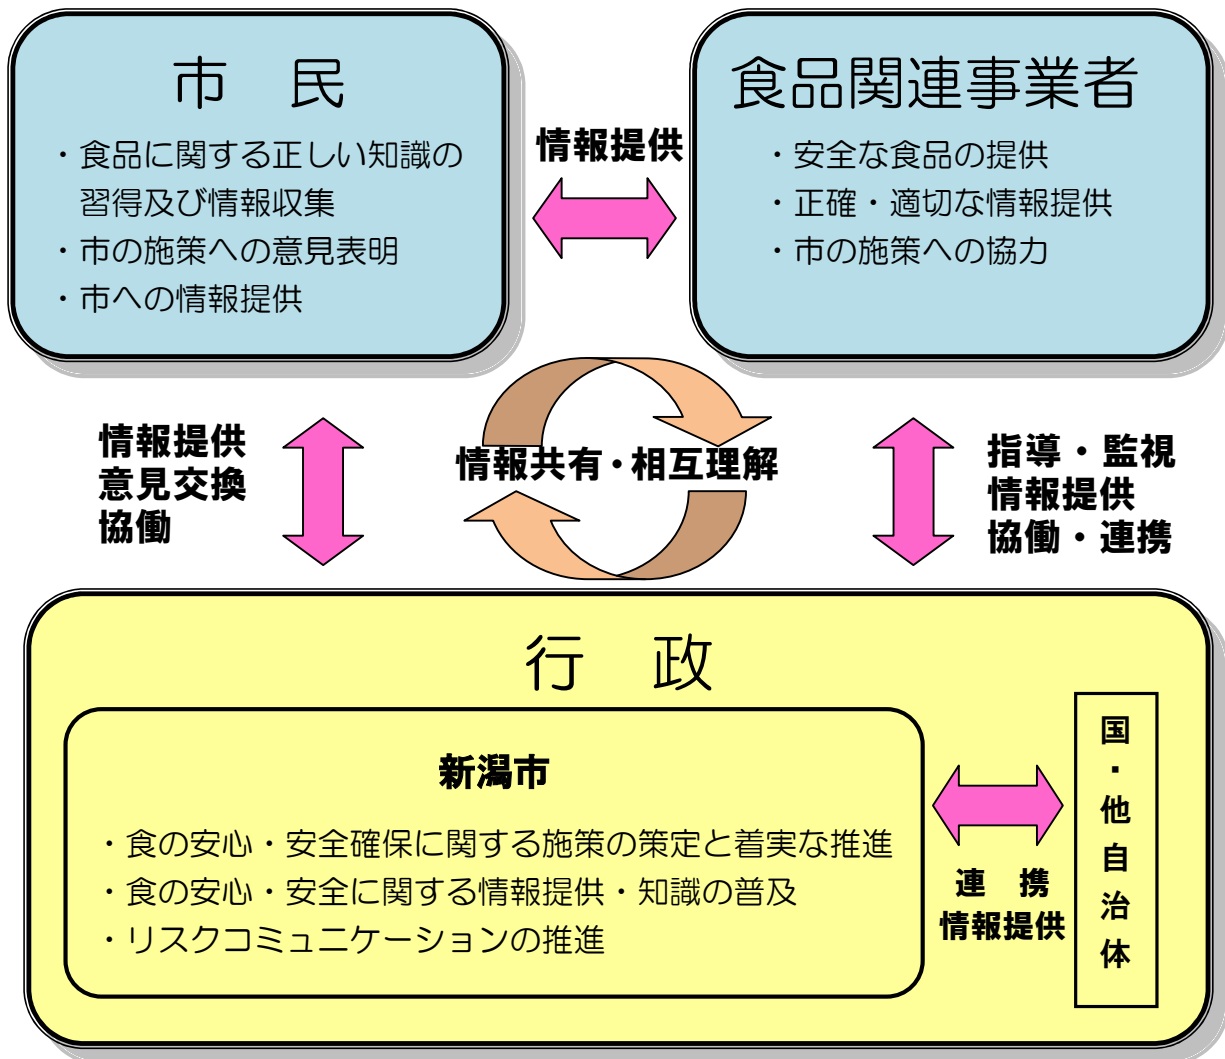 市　民
・食品に関する正しい知識の
習得及び情報収集
・市の施策への意見表明
・市への情報提供
情報提供
食品関連事業者
・安全な食品の提供
・正確・適切な情報提供
・市の施策への協力
情報提供
意見交換
協働
情報共有・相互理解
指導・監視
情報提供
協働・連携
行　政
新潟市
・食の安心・安全確保に関する施策の策定と着実な推進
・食の安心・安全に関する情報提供・知識の普及
・リスクコミュニケーションの推進
連　携
情報提供
国・他自治体